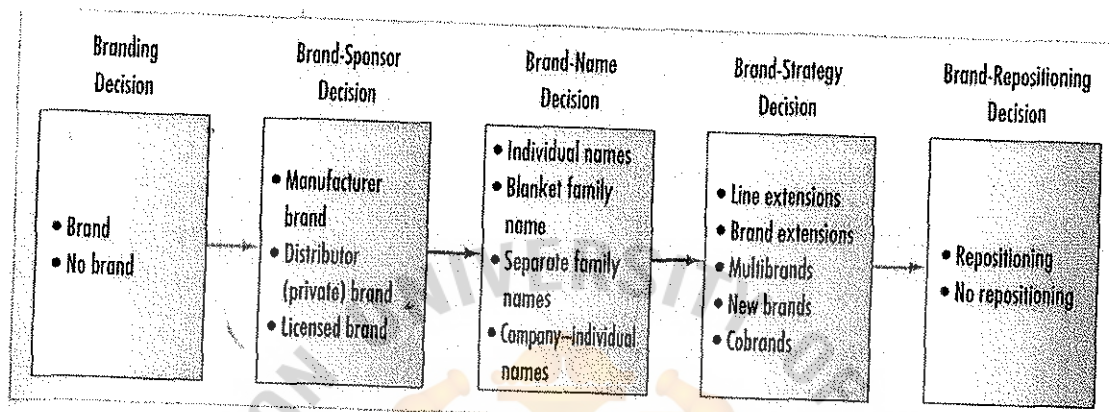 Branding
Decision
• Brand
• No brand
Brand-Sponsor
Decision
• Manufacturer
brand
• Distributor
(private) brand
• Licensed brand
Brand-Name
Decision
• Individual names
• Blanket family
name
• Separate family
names
• Company–individual
names
Brand-Strategy
Decision
• Line extensions
• Brand extensions
• Multibrands
• New brands
• Cobrands
Brand-Repositioning
Decision
• Repositioning
• No repositioning
UNIVERSITY